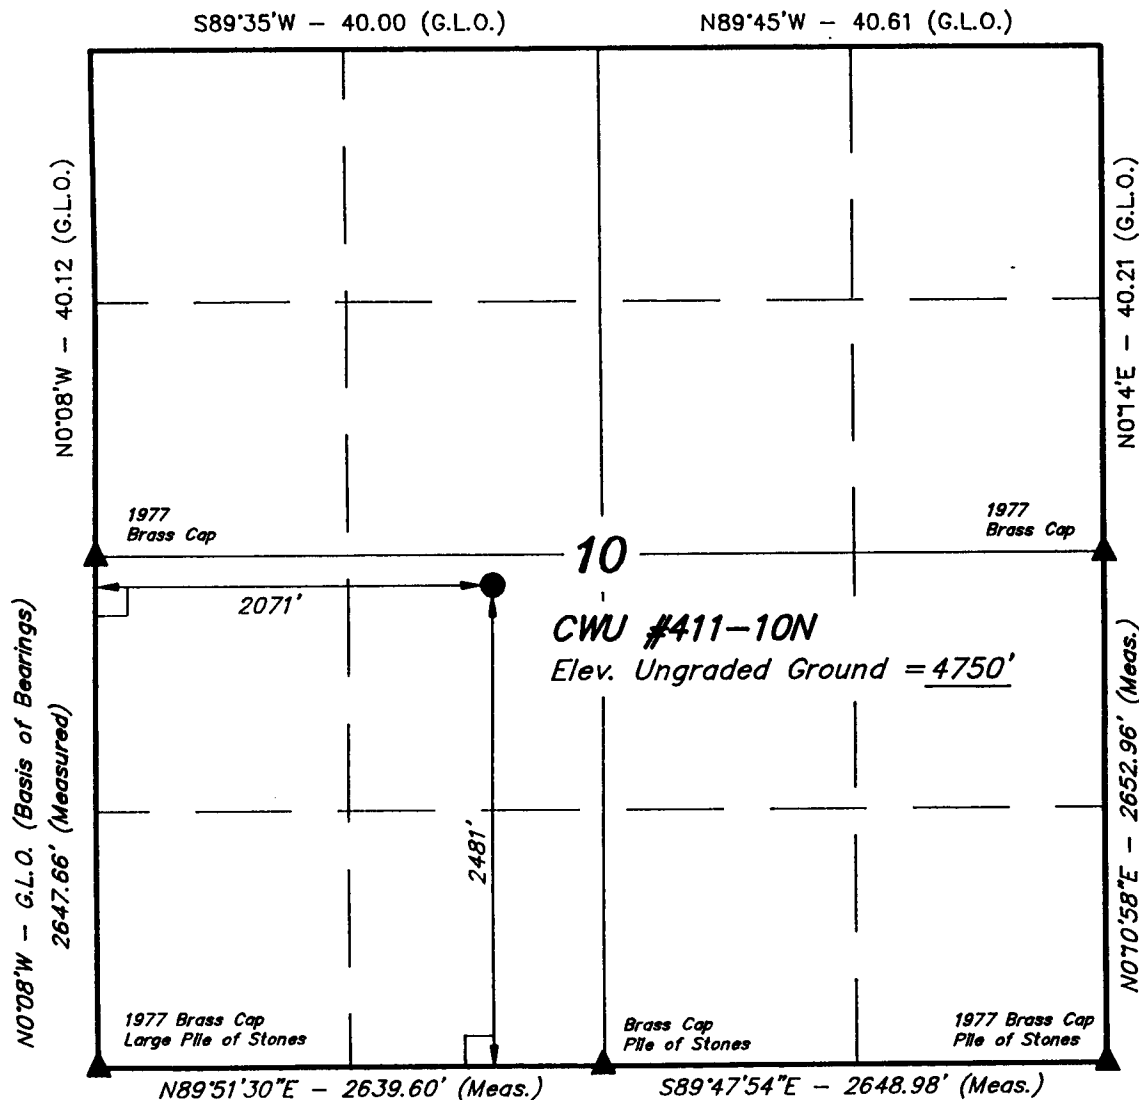 S89°35'W – 40.00 (G.L.O.)
N89°45'W – 40.61 (G.L.O.)
N0°08'W – 40.12 (G.L.O.)
N0°14'E – 40.21 (G.L.O.)
1977
Brass Cap
1977
Brass Cap
10
2071'
CWU #411–10N
Elev. Ungraded Ground = 4750'
N0°08'W – G.L.O. (Basis of Bearings)
2647.66' (Measured)
2481'
N0°10'58"E – 2652.96' (Meas.)
1977 Brass Cap
Large Pile of Stones
Brass Cap
Pile of Stones
1977 Brass Cap
Pile of Stones
N89°51'30"E – 2639.60' (Meas.)
S89°47'54"E – 2648.98' (Meas.)